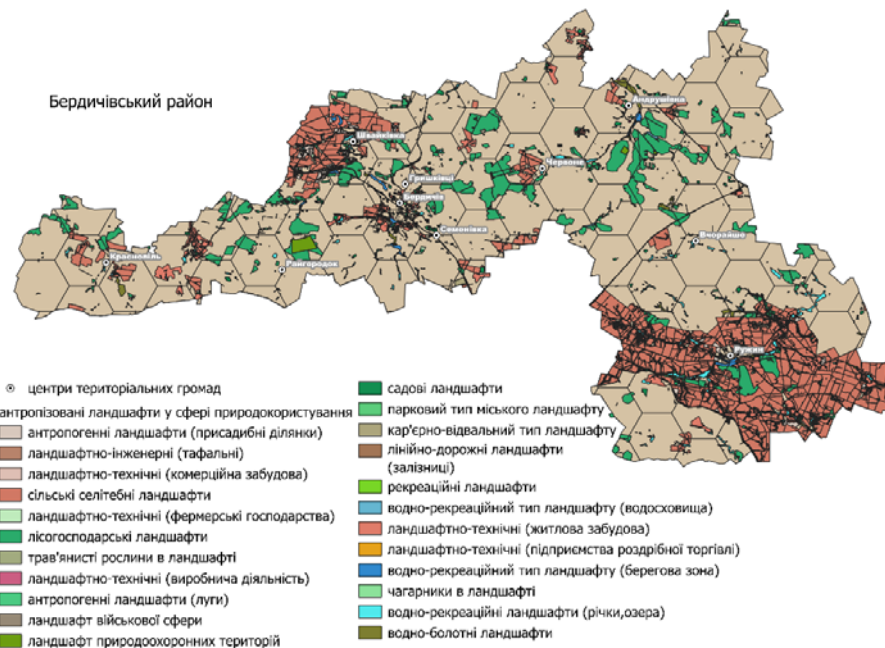 Бердичівський район
Андрушівка
Швайківка
Червоне
Гришківці
Бердичів
Семенівка
Вчорайше
Краснопіль
Райгородок
Ружин
центри територіальних громад
антропізовані ландшафти у сфері природокористування
антропогенні ландшафти (присадибні ділянки)
ландшафтно-інженерні (тафальні)
ландшафтно-технічні (комерційна забудова)
сільські селітебні ландшафти
ландшафтно-технічні (фермерські господарства)
лісогосподарські ландшафти
трав'янисті рослини в ландшафті
ландшафтно-технічні (виробнича діяльність)
антропогенні ландшафти (луги)
ландшафт військової сфери
ландшафт природоохоронних територій
садові ландшафти
парковий тип міського ландшафту
кар'єрно-відвальний тип ландшафту
лінійно-дорожні ландшафти
(залізниці)
рекреаційні ландшафти
водно-рекреаційний тип ландшафту (водосховища)
ландшафтно-технічні (житлова забудова)
ландшафтно-технічні (підприємства роздрібної торгівлі)
водно-рекреаційний тип ландшафту (берегова зона)
чагарники в ландшафті
водно-рекреаційні ландшафти (річки,озера)
водно-болотні ландшафти